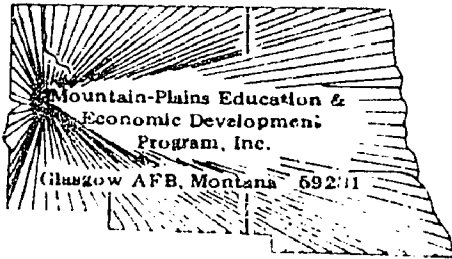 Mountain-Plains Education &
Economic Development
Program, Inc.
Glasgow AFB, Montana